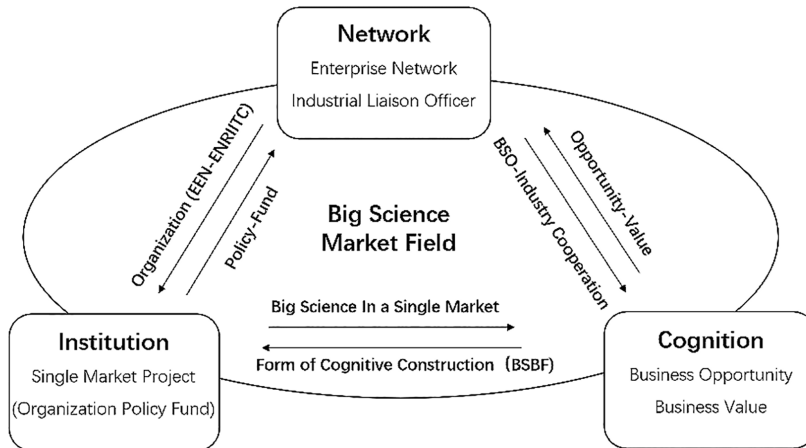 Network
Enterprise Network
Industrial Liaison Officer
Organization (EEN-ENRIITC)
Policy-Fund
BSO-Industry Cooperation
Opportunity-Value
Big Science
Market Field
Big Science In a Single Market
Form of Cognitive Construction (BSBF)
Institution
Single Market Project
(Organization Policy Fund)
Cognition
Business Opportunity
Business Value